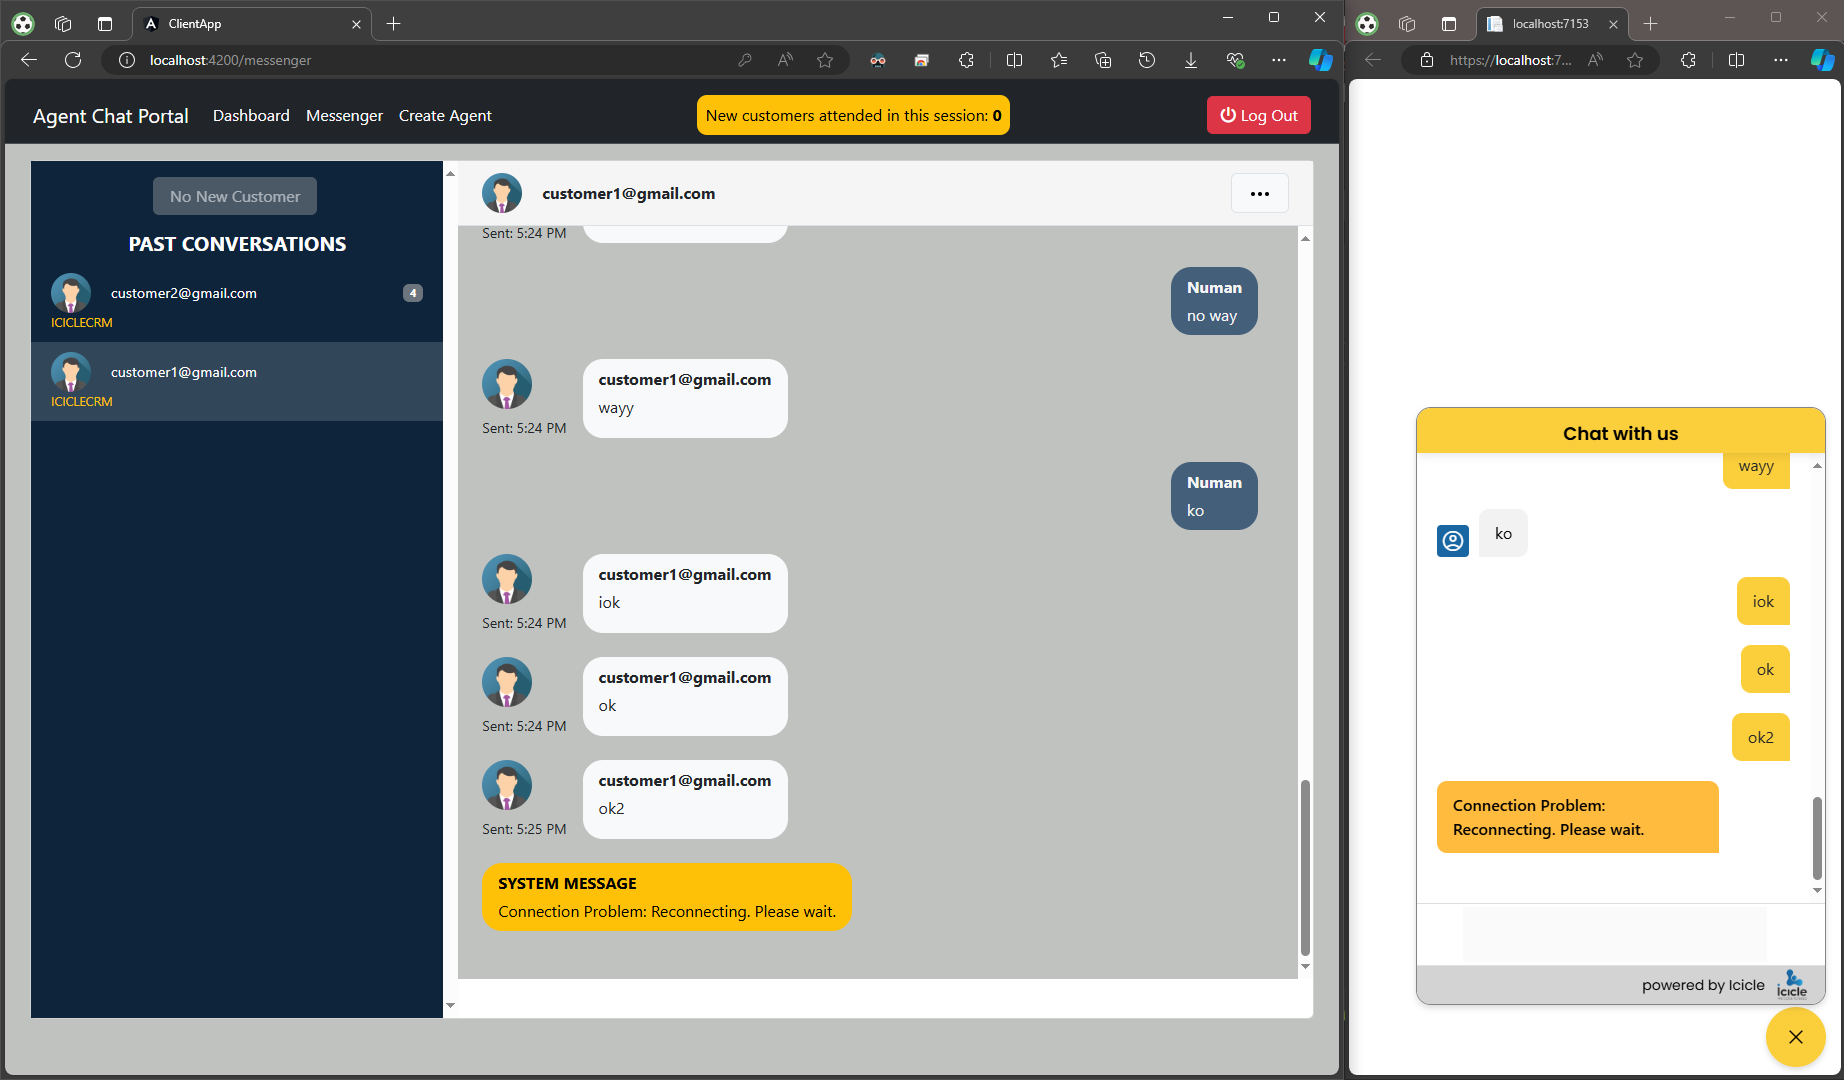 ClientApp
localhost:4200/messenger
Agent Chat Portal
Dashboard
Messenger
Create Agent
New customers attended in this session: 0
Log Out
No New Customer
PAST CONVERSATIONS
customer2@gmail.com
4
ICICLECRM
customer1@gmail.com
ICICLECRM
customer1@gmail.com
Sent: 5:24 PM
Numan
no way
customer1@gmail.com
wayy
Sent: 5:24 PM
Numan
ko
customer1@gmail.com
iok
Sent: 5:24 PM
customer1@gmail.com
ok
Sent: 5:24 PM
customer1@gmail.com
ok2
Sent: 5:25 PM
SYSTEM MESSAGE
Connection Problem: Reconnecting. Please wait.
localhost:7153
https://localhost:7...
Chat with us
wayy
ko
iok
ok
ok2
Connection Problem:
Reconnecting. Please wait.
powered by Icicle
icicle